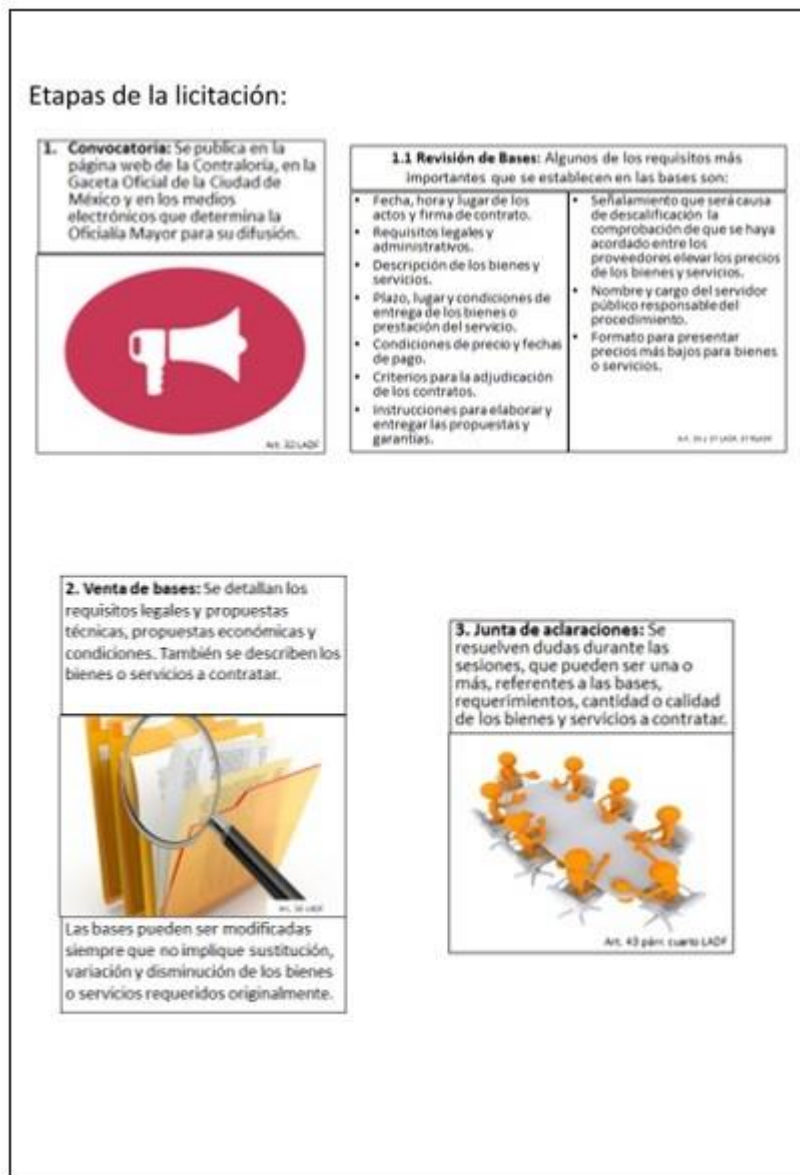 Etapas de la licitación:
1. Convocatoria: Se publica en la
página web de la Contraloría, en la
Gaceta Oficial de la Ciudad de
México y en los medios
electrónicos que determina la
Oficialía Mayor para su difusión.
Art. 32 LADF
1.1 Revisión de Bases: Algunos de los requisitos más
importantes que se establecen en las bases son:
• Fecha, hora y lugar de los
actos y firma de contrato.
• Requisitos legales y
administrativos.
• Descripción de los bienes y
servicios.
• Plazo, lugar y condiciones de
entrega de los bienes o
prestación del servicio.
• Condiciones de precio y fechas
de pago.
• Criterios para la adjudicación
de los contratos.
• Instrucciones para elaborar y
entregar las propuestas y
garantías.
• Señalamiento que será causa
de descalificación la
comprobación de que se haya
acordado entre los
proveedores elevar los precios
de los bienes y servicios.
• Nombre y cargo del servidor
público responsable del
procedimiento.
• Formato para presentar
precios más bajos para bienes
o servicios.
2. Venta de bases: Se detallan los
requisitos legales y propuestas
técnicas, propuestas económicas y
condiciones. También se describen los
bienes o servicios a contratar.
Las bases pueden ser modificadas
siempre que no implique sustitución,
variación y disminución de los bienes
o servicios requeridos originalmente.
3. Junta de aclaraciones: Se
resuelven dudas durante las
sesiones, que pueden ser una o
más, referentes a las bases,
requerimientos, cantidad o calidad
de los bienes y servicios a contratar.
Art. 43 párr. cuarto LADF